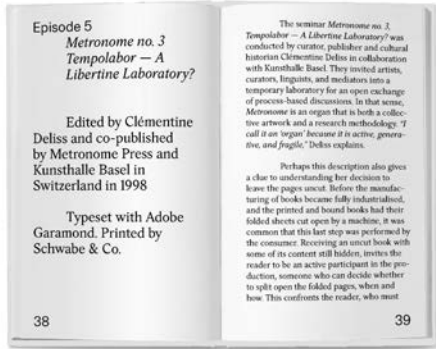 Episode 5
Metronome no. 3
Tempolabor — A
Libertine Laboratory?
Edited by Clémentine
Deliss and co-published
by Metronome Press and
Kunsthalle Basel in
Switzerland in 1998
Typeset with Adobe
Garamond. Printed by
Schwabe & Co.
38
The seminar Metronome no. 3,
Tempolabor — A Libertine Laboratory? was
conducted by curator, publisher and cultural
historian Clémentine Deliss in collaboration
with Kunsthalle Basel. They invited artists,
curators, linguists, and mediators into a
temporary laboratory for an open exchange
of process-based discussions. In that sense,
Metronome is an organ that is both a collec-
tive artwork and a research methodology. "I
call it an 'organ' because it is active, genera-
tive, and fragile," Deliss explains.
Perhaps this description also gives
a clue to understanding her decision to
leave the pages uncut. Before the manufac-
turing of books became fully industrialised,
and the printed and bound books had their
folded sheets cut open by a machine, it was
common that this last step was performed by
the consumer. Receiving an uncut book with
some of its content still hidden, invites the
reader to be an active participant in the pro-
duction, someone who can decide whether
to split open the folded pages, when and
how. This confronts the reader, who must
39